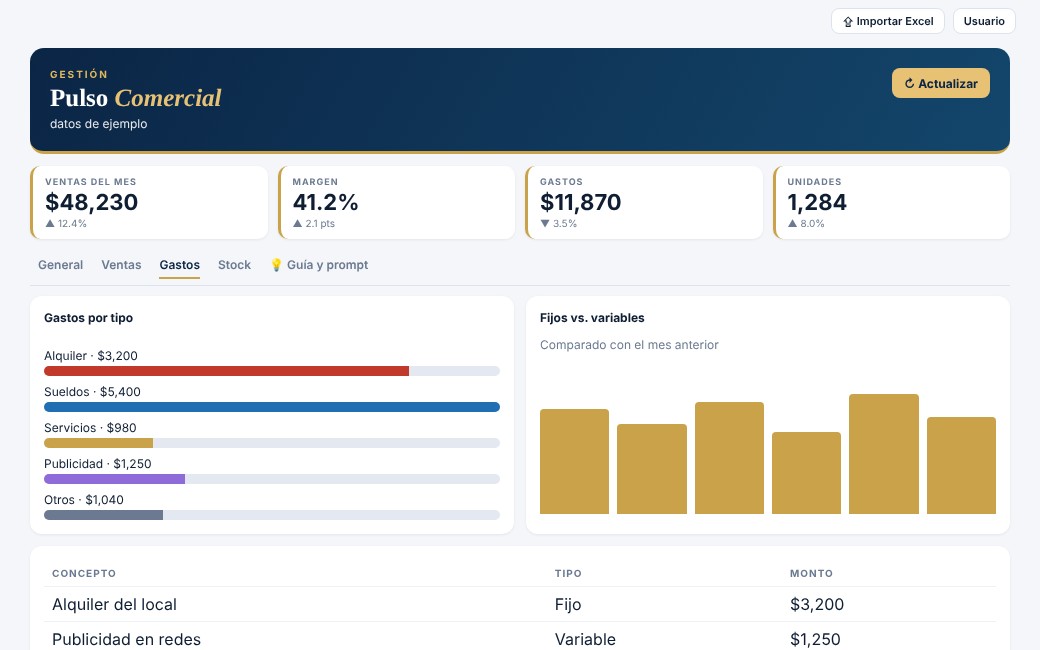 ⇪ Importar Excel
Usuario
GESTIÓN
Pulso Comercial
datos de ejemplo
↻ Actualizar
VENTAS DEL MES
$48,230
▲ 12.4%
MARGEN
41.2%
▲ 2.1 pts
GASTOS
$11,870
▼ 3.5%
UNIDADES
1,284
▲ 8.0%
General
Ventas
Gastos
Stock
💡 Guía y prompt
Gastos por tipo
Alquiler · $3,200
Sueldos · $5,400
Servicios · $980
Publicidad · $1,250
Otros · $1,040
Fijos vs. variables
Comparado con el mes anterior
CONCEPTO TIPO MONTO
Alquiler del local Fijo $3,200
Publicidad en redes Variable $1,250